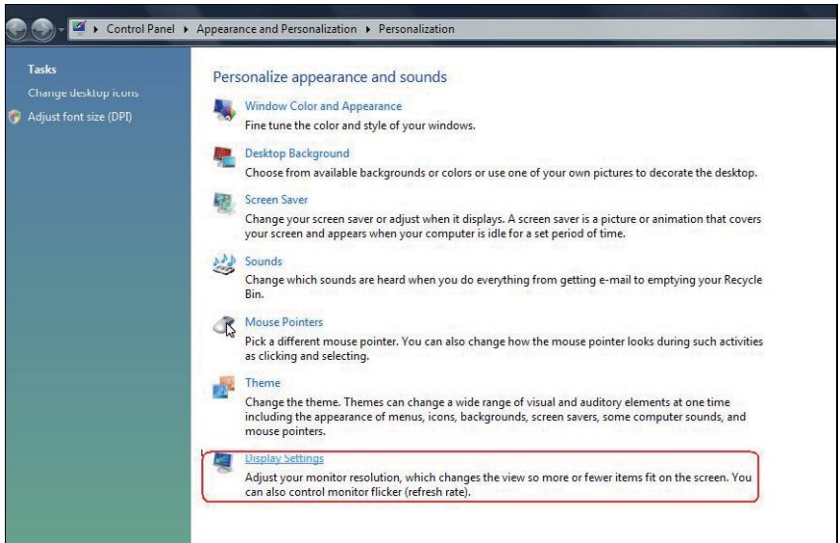 Control Panel ▸ Appearance and Personalization ▸ Personalization
Tasks
Change desktop icons
Adjust font size (DPI)
Personalize appearance and sounds
Window Color and Appearance
Fine tune the color and style of your windows.
Desktop Background
Choose from available backgrounds or colors or use one of your own pictures to decorate the desktop.
Screen Saver
Change your screen saver or adjust when it displays. A screen saver is a picture or animation that covers
your screen and appears when your computer is idle for a set period of time.
Sounds
Change which sounds are heard when you do everything from getting e-mail to emptying your Recycle
Bin.
Mouse Pointers
Pick a different mouse pointer. You can also change how the mouse pointer looks during such activities
as clicking and selecting.
Theme
Change the theme. Themes can change a wide range of visual and auditory elements at one time
including the appearance of menus, icons, backgrounds, screen savers, some computer sounds, and
mouse pointers.
Display Settings
Adjust your monitor resolution, which changes the view so more or fewer items fit on the screen. You
can also control monitor flicker (refresh rate).